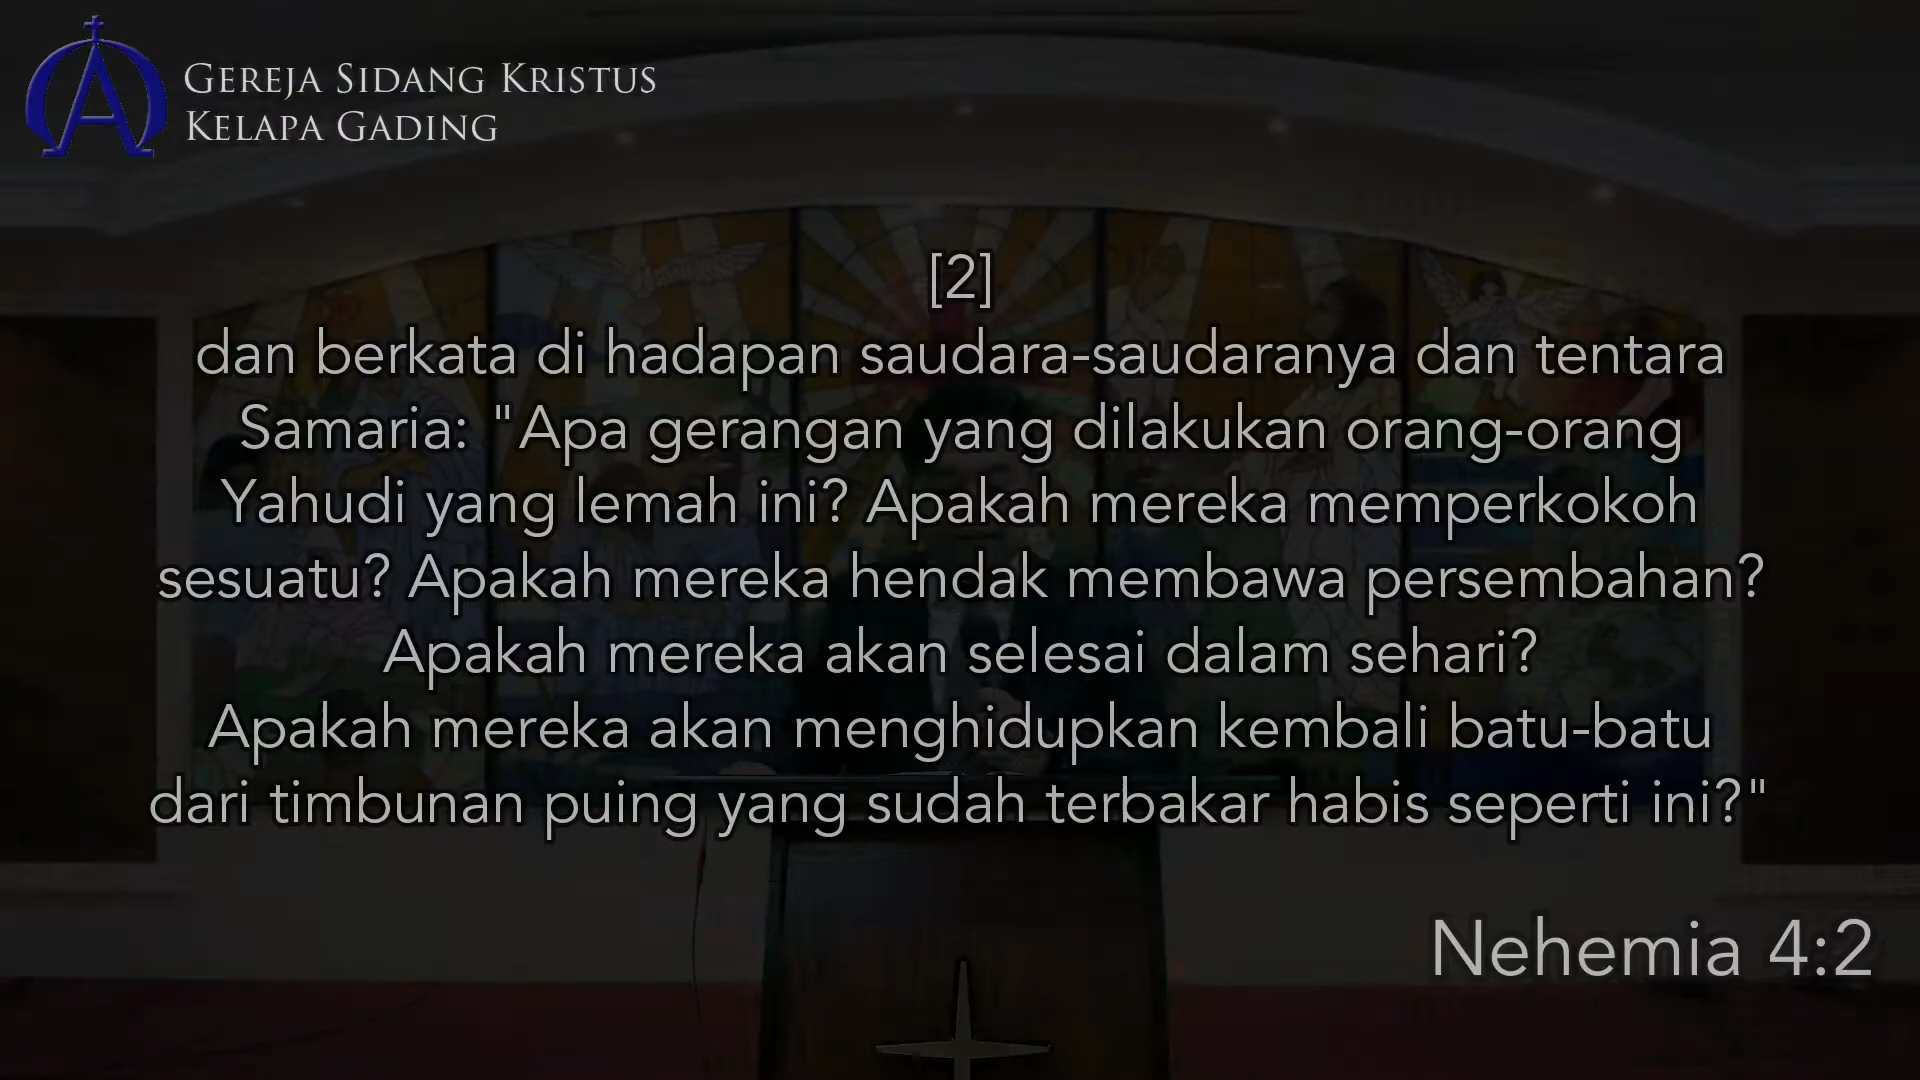 Gereja Sidang Kristus
Kelapa Gading
[2]
dan berkata di hadapan saudara-saudaranya dan tentara
Samaria: "Apa gerangan yang dilakukan orang-orang
Yahudi yang lemah ini? Apakah mereka memperkokoh
sesuatu? Apakah mereka hendak membawa persembahan?
Apakah mereka akan selesai dalam sehari?
Apakah mereka akan menghidupkan kembali batu-batu
dari timbunan puing yang sudah terbakar habis seperti ini?"
Nehemia 4:2